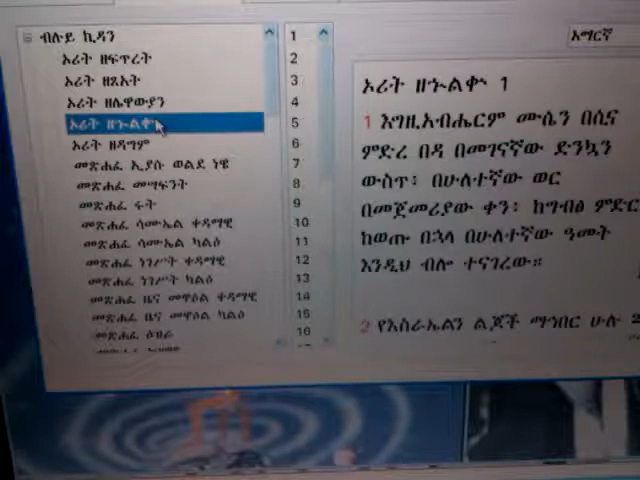 ብሉይ ኪዳን
ኦሪት ዘፍጥረት
ኦሪት ዘጸአት
ኦሪት ዘሌዋውያን
ኦሪት ዘኍልቍ
ኦሪት ዘዳግም
መጽሐፈ ኢያሱ ወልደ ነዌ
መጽሐፈ መሣፍንት
መጽሐፈ ሩት
መጽሐፈ ሳሙኤል ቀዳማዊ
መጽሐፈ ሳሙኤል ካልዕ
መጽሐፈ ነገሥት ቀዳማዊ
መጽሐፈ ነገሥት ካልዕ
መጽሐፈ ዜና መዋዕል ቀዳማዊ
መጽሐፈ ዜና መዋዕል ካልዕ
መጽሐፈ ዕዝራ
1
2
3
4
5
6
7
8
9
10
11
12
13
14
15
16
አማርኛ
ኦሪት ዘኍልቍ 1
1 እግዚአብሔርም ሙሴን በሲና
ምድረ በዳ በመገናኛው ድንኳን
ውስጥ፤ በሁለተኛው ወር
በመጀመሪያው ቀን፤ ከግብፅ ምድር
ከወጡ በኋላ በሁለተኛው ዓመት
እንዲህ ብሎ ተናገረው።
2 የእስራኤልን ልጆች ማኅበር ሁሉ